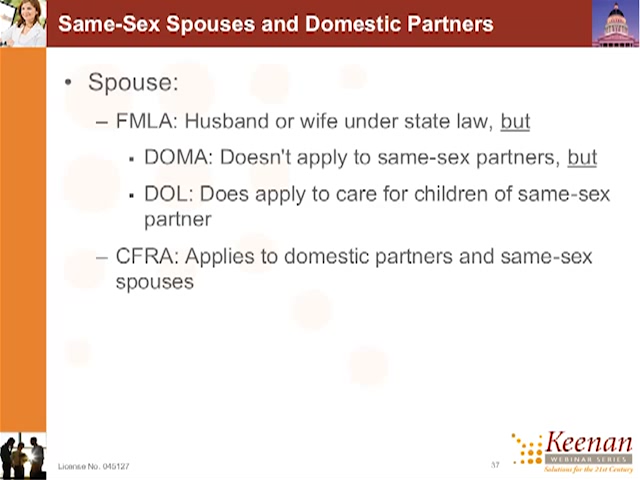 Same-Sex Spouses and Domestic Partners
• Spouse:
– FMLA: Husband or wife under state law, but
▪ DOMA: Doesn't apply to same-sex partners, but
▪ DOL: Does apply to care for children of same-sex
partner
– CFRA: Applies to domestic partners and same-sex
spouses
License No. 045127
37
Keenan
WEBINAR SERIES
Solutions for the 21st Century